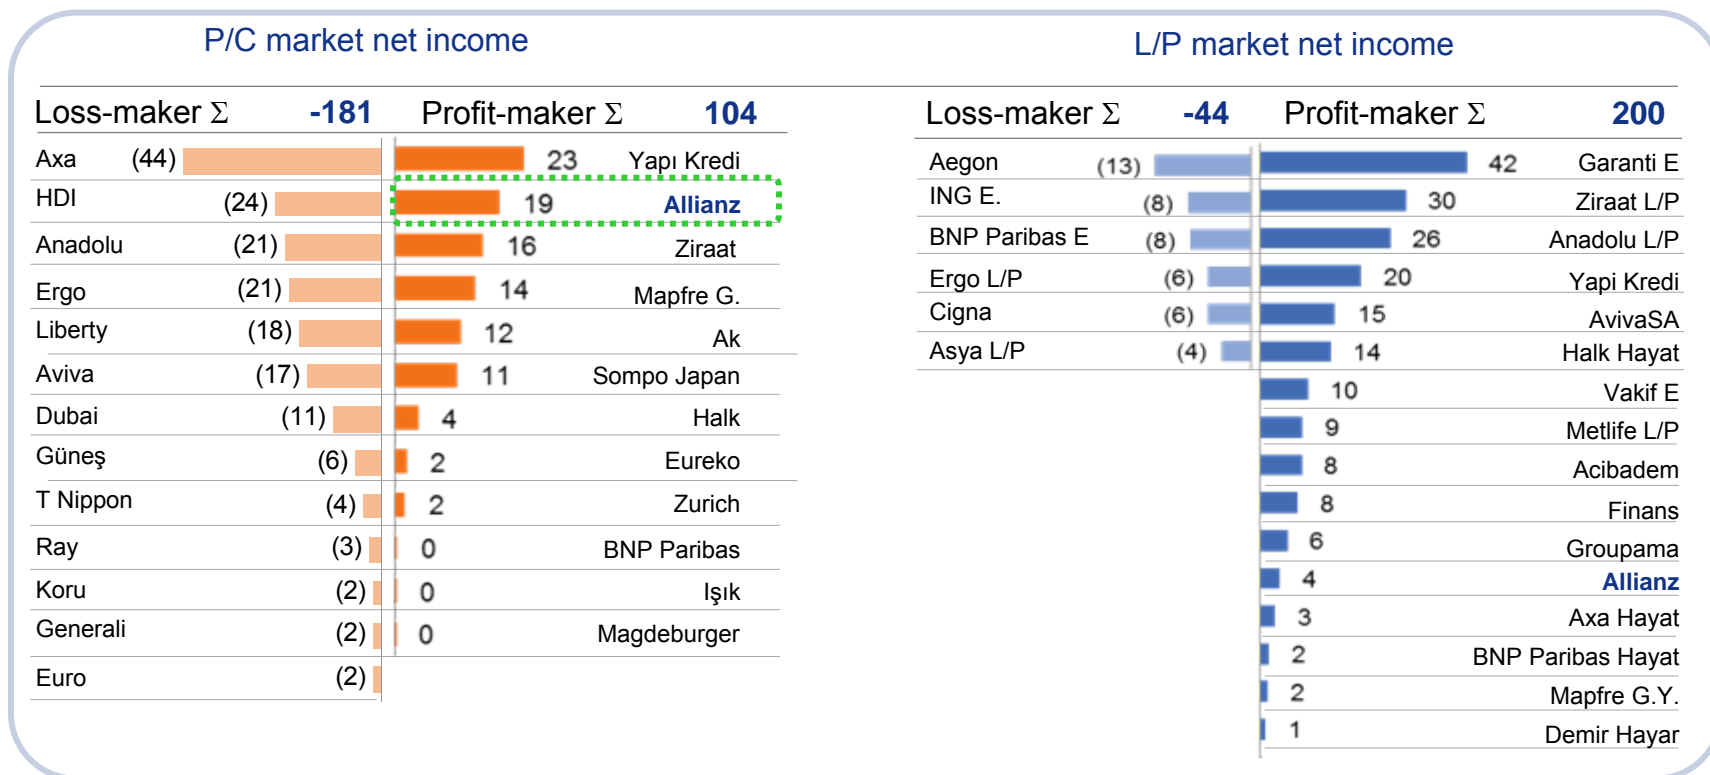 P/C market net income
Loss-maker Σ -181 Profit-maker Σ 104
Axa (44) 23 Yapı Kredi
HDI (24) 19 Allianz
Anadolu (21) 16 Ziraat
Ergo (21) 14 Mapfre G.
Liberty (18) 12 Ak
Aviva (17) 11 Sompo Japan
Dubai (11) 4 Halk
Güneş (6) 2 Eureko
T Nippon (4) 2 Zurich
Ray (3) 0 BNP Paribas
Koru (2) 0 Işık
Generali (2) 0 Magdeburger
Euro (2)
L/P market net income
Loss-maker Σ -44 Profit-maker Σ 200
Aegon (13) 42 Garanti E
ING E. (8) 30 Ziraat L/P
BNP Paribas E (8) 26 Anadolu L/P
Ergo L/P (6) 20 Yapi Kredi
Cigna (6) 15 AvivaSA
Asya L/P (4) 14 Halk Hayat
10 Vakif E
9 Metlife L/P
8 Acibadem
8 Finans
6 Groupama
4 Allianz
3 Axa Hayat
2 BNP Paribas Hayat
2 Mapfre G.Y.
1 Demir Hayar